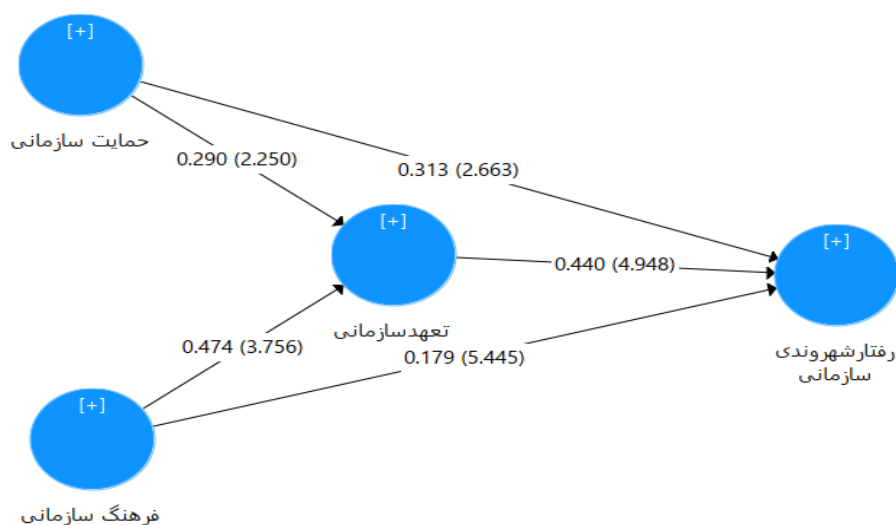 [+]
حمایت سازمانی
0.290 (2.250)
0.313 (2.663)
[+]
تعهدسازمانی
0.440 (4.948)
[+]
رفتارشهروندی
سازمانی
0.474 (3.756)
0.179 (5.445)
[+]
فرهنگ سازمانی